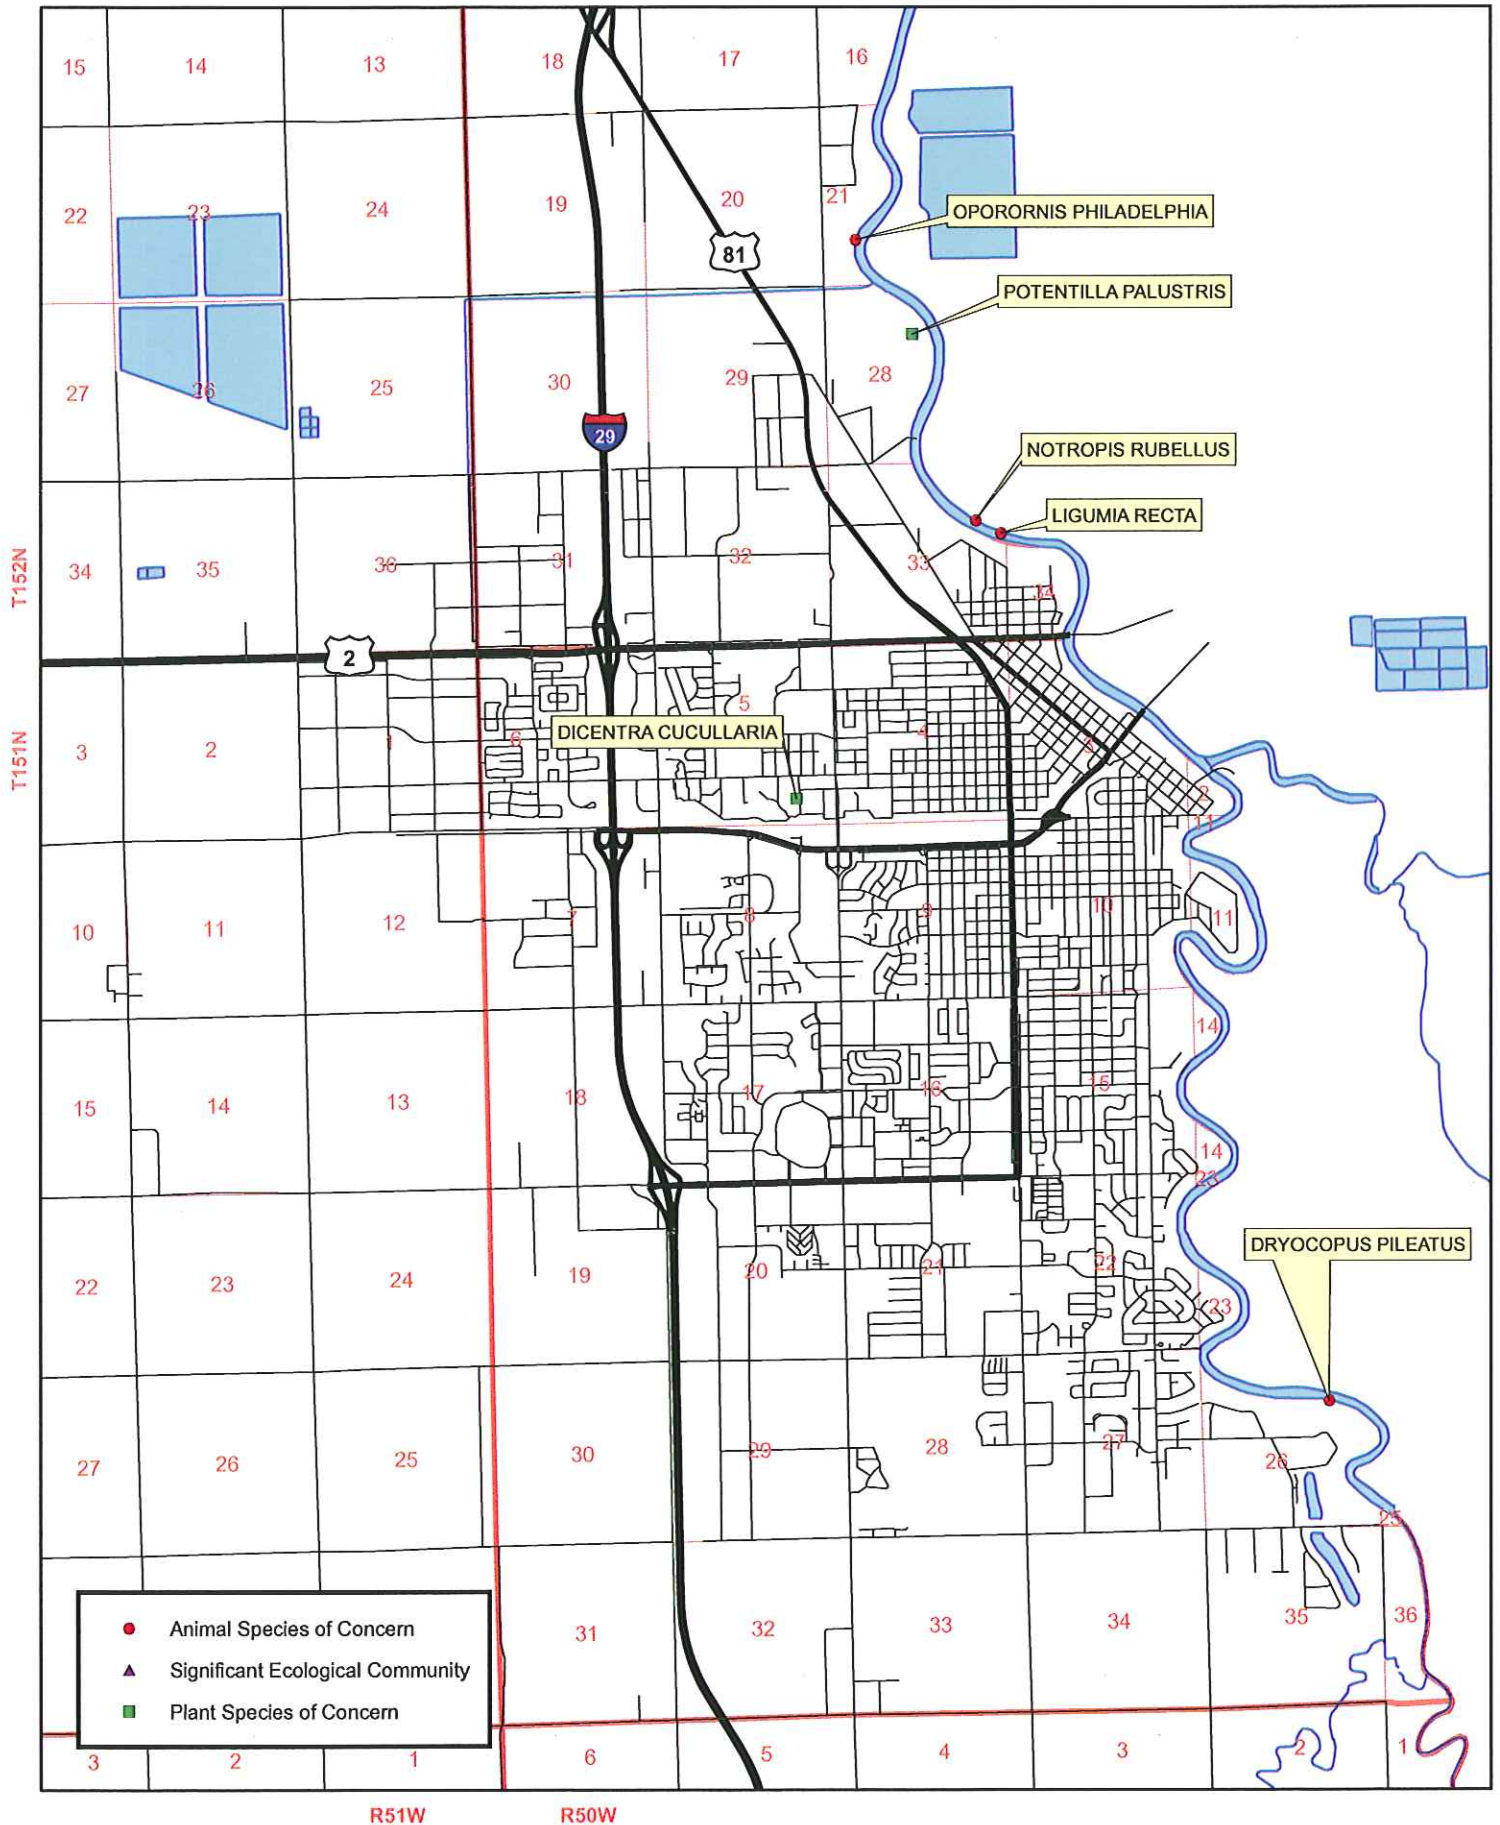 15 14 13 18 17 16
22 23 24 19 20 21
OPORORNIS PHILADELPHIA
81
POTENTILLA PALUSTRIS
27 26 25 30 29 28
29
NOTROPIS RUBELLUS
LIGUMIA RECTA
T152N
34 35 36 31 32 33 34
2
T151N
3 2 1 6 5 4 3 2
DICENTRA CUCULLARIA
11
10 11 12 7 8 9 10 11
14
15 14 13 18 17 16 15
14
23
DRYOCOPUS PILEATUS
22 23 24 19 20 21 22 23
27 26 25 30 29 28 27 26
25
31 32 33 34 35 36
Animal Species of Concern
Significant Ecological Community
Plant Species of Concern
3 2 1 6 5 4 3 2 1
R51W R50W